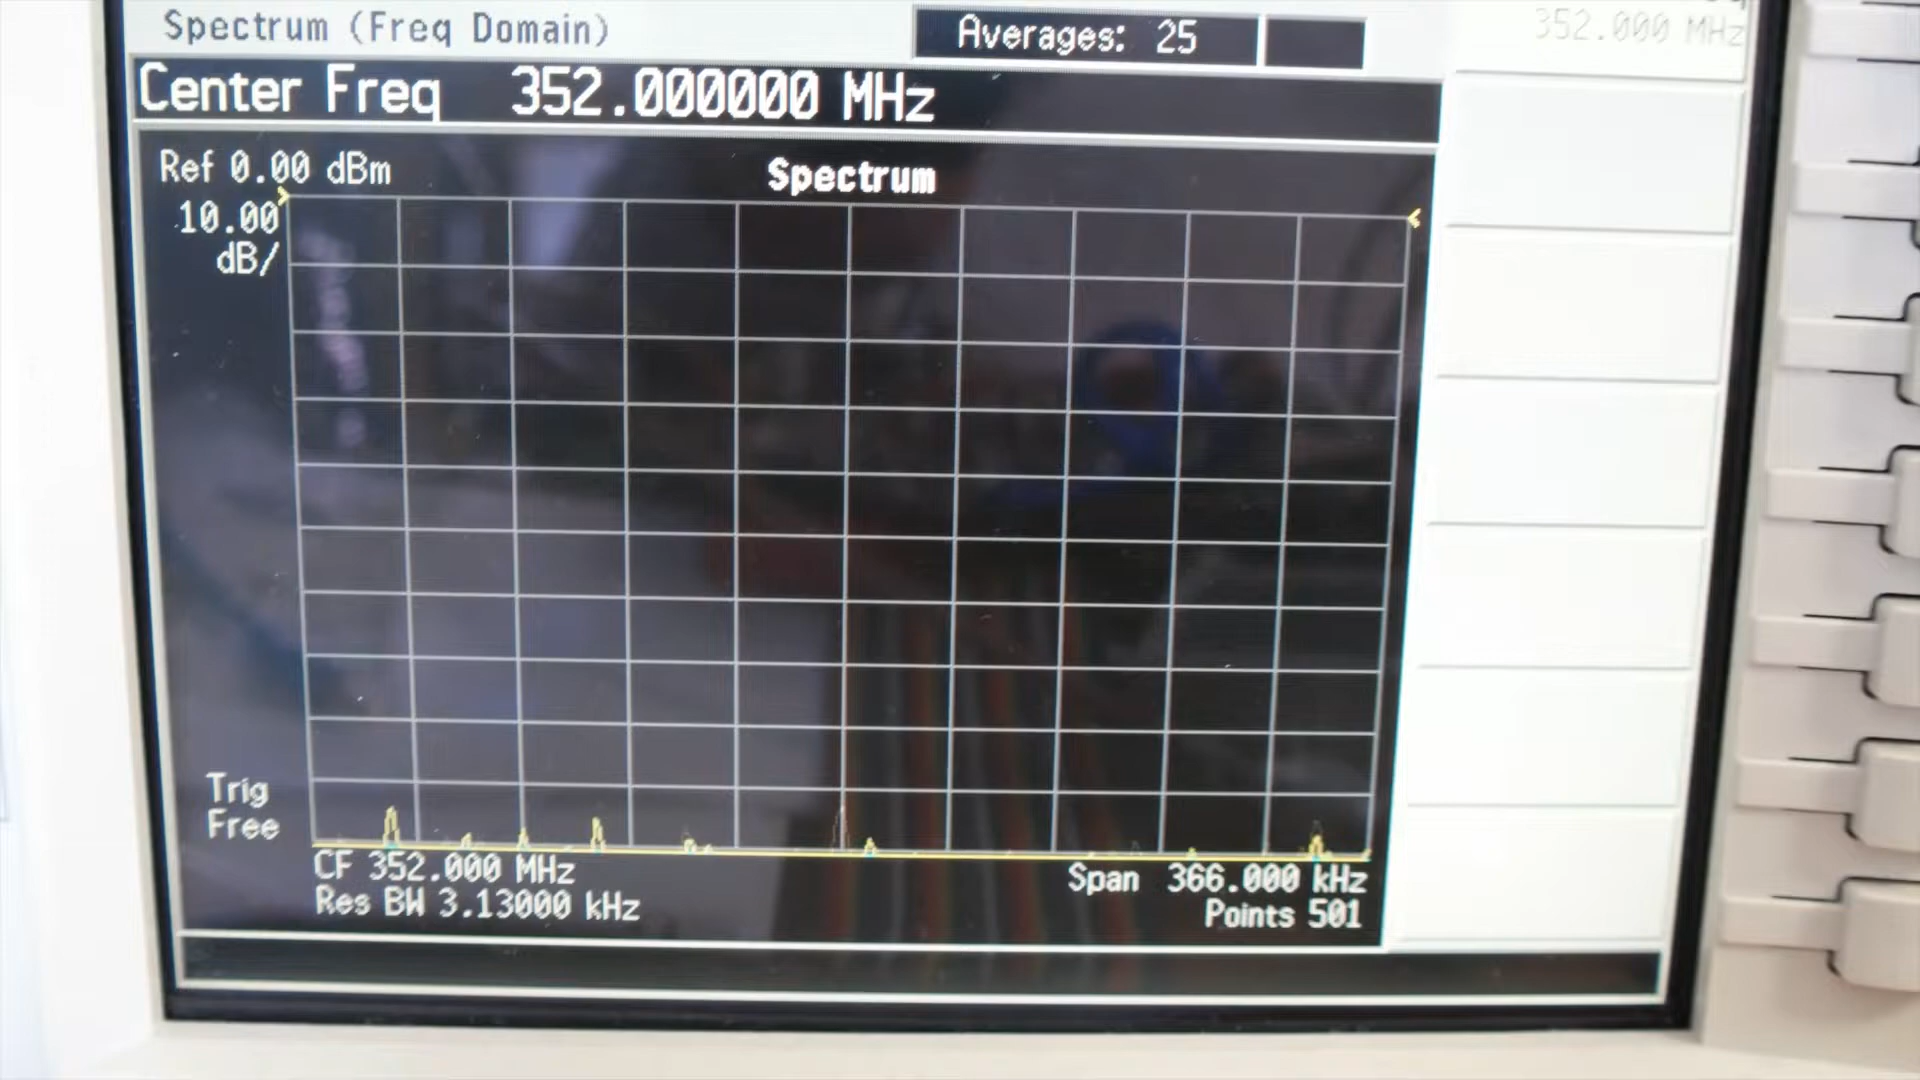 Spectrum (Freq Domain)
Averages: 25
352.000 MHz
Center Freq 352.000000 MHz
Ref 0.00 dBm
Spectrum
10.00
dB/
Trig
Free
CF 352.000 MHz
Span 366.000 kHz
Res BW 3.13000 kHz
Points 501